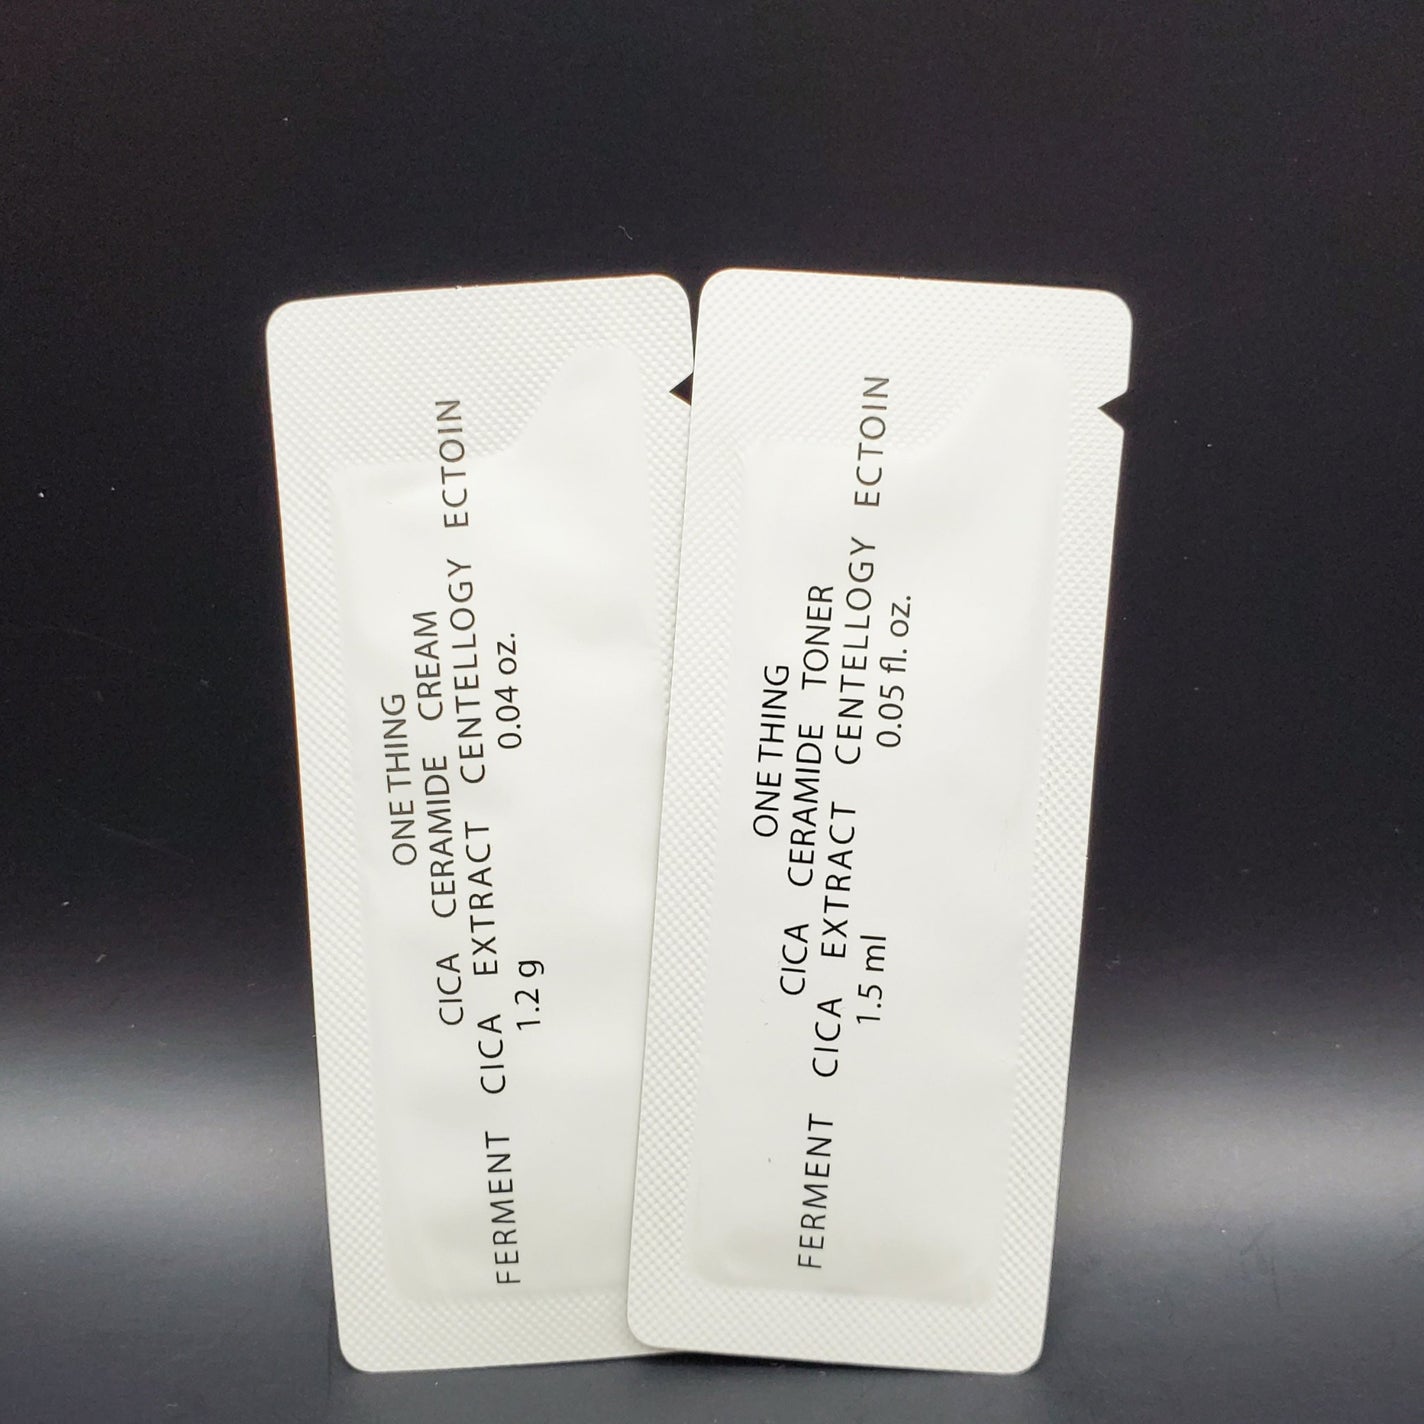 ONE THING
CICA CERAMIDE CREAM
FERMENT CICA EXTRACT CENTELLOGY ECTOIN
1.2 g 0.04 oz.
ONE THING
CICA CERAMIDE TONER
FERMENT CICA EXTRACT CENTELLOGY ECTOIN
1.5 ml 0.05 fl. oz.